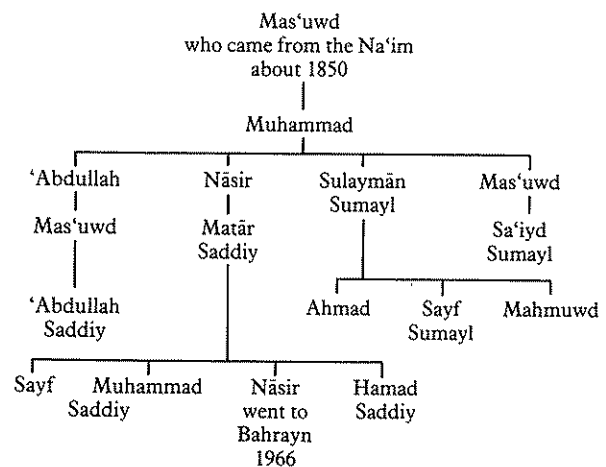 Mas‘uwd
who came from the Na‘im
about 1850
Muhammad
‘Abdullah Nāsir Sulaymān Mas‘uwd
Sumayl
Mas‘uwd Matār Sa‘iyd
Saddiy Sumayl
‘Abdullah Ahmad Sayf Mahmuwd
Saddiy Sumayl
Sayf Muhammad Nāsir Hamad
Saddiy went to Saddiy
Bahrayn
1966